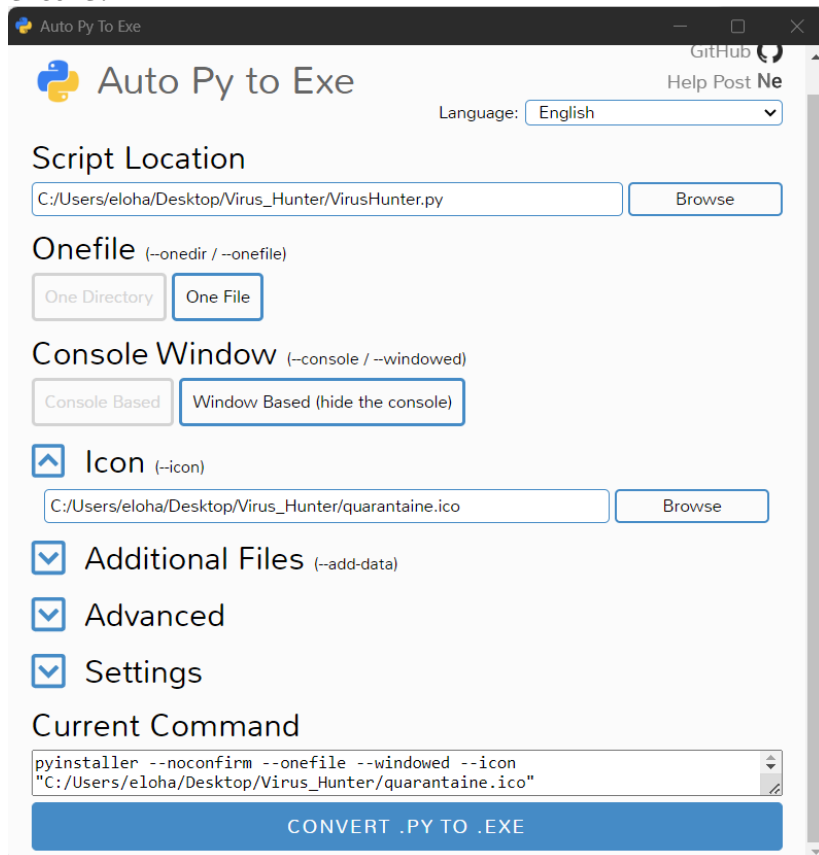 Auto Py To Exe
GitHub
Auto Py to Exe
Help Post Ne
Language: English
Script Location
C:/Users/eloha/Desktop/Virus_Hunter/VirusHunter.py Browse
Onefile (--onedir / --onefile)
One Directory One File
Console Window (--console / --windowed)
Console Based Window Based (hide the console)
Icon (--icon)
C:/Users/eloha/Desktop/Virus_Hunter/quarantaine.ico Browse
Additional Files (--add-data)
Advanced
Settings
Current Command
pyinstaller --noconfirm --onefile --windowed --icon
"C:/Users/eloha/Desktop/Virus_Hunter/quarantaine.ico"
CONVERT .PY TO .EXE